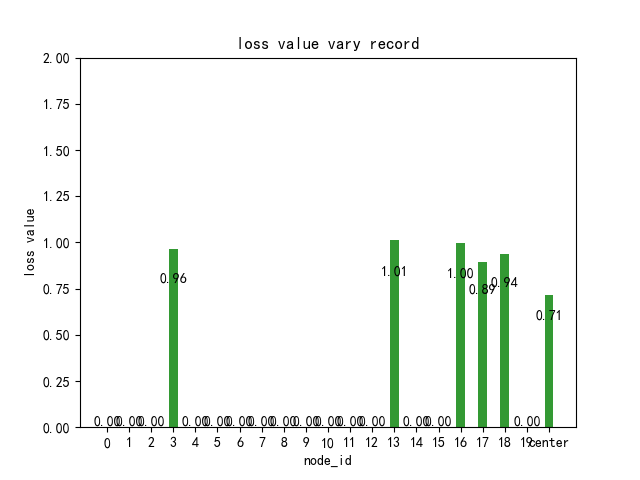 loss value vary record
2.00
1.75
1.50
1.25
1.00
0.75
0.50
0.25
0.00
loss value
0.00 0.00 0.00 0.96 0.00 0.00 0.00 0.00 0.00 0.00 0.00 0.00 0.00 1.01 0.00 0.00 1.00 0.89 0.94 0.00 0.71
0 1 2 3 4 5 6 7 8 9 10 11 12 13 14 15 16 17 18 19 center
node_id